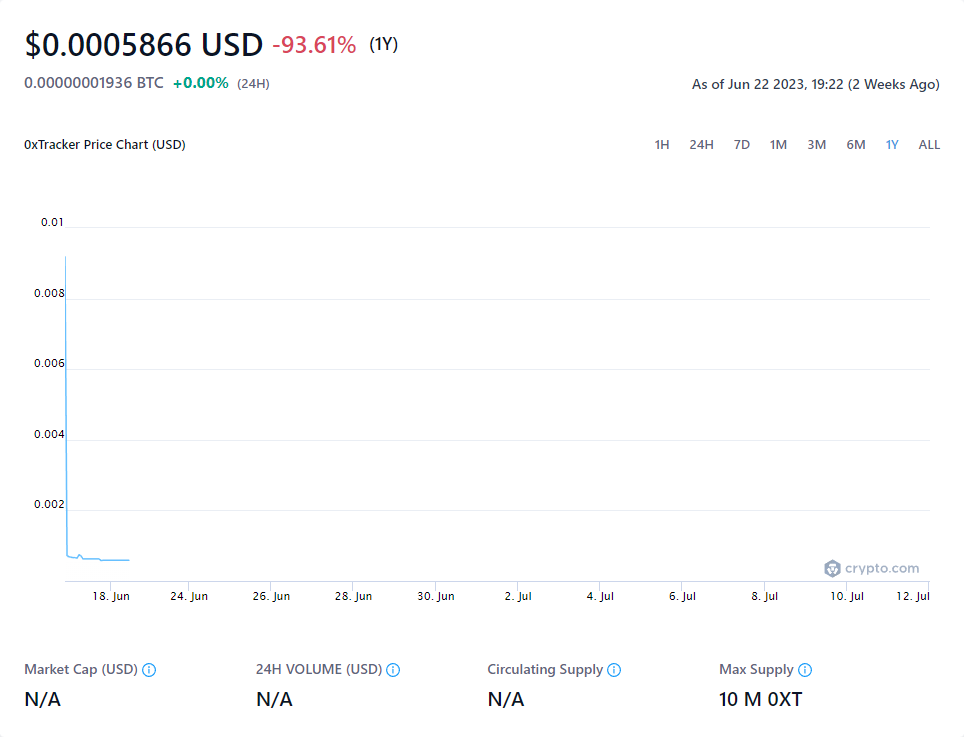 $0.0005866 USD -93.61% (1Y)
0.00000001936 BTC +0.00% (24H)
As of Jun 22 2023, 19:22 (2 Weeks Ago)
0xTracker Price Chart (USD)
1H 24H 7D 1M 3M 6M 1Y ALL
0.01
0.008
0.006
0.004
0.002
crypto.com
18. Jun 24. Jun 26. Jun 28. Jun 30. Jun 2. Jul 4. Jul 6. Jul 8. Jul 10. Jul 12. Jul
Market Cap (USD) 24H VOLUME (USD) Circulating Supply Max Supply
N/A N/A N/A 10 M 0XT